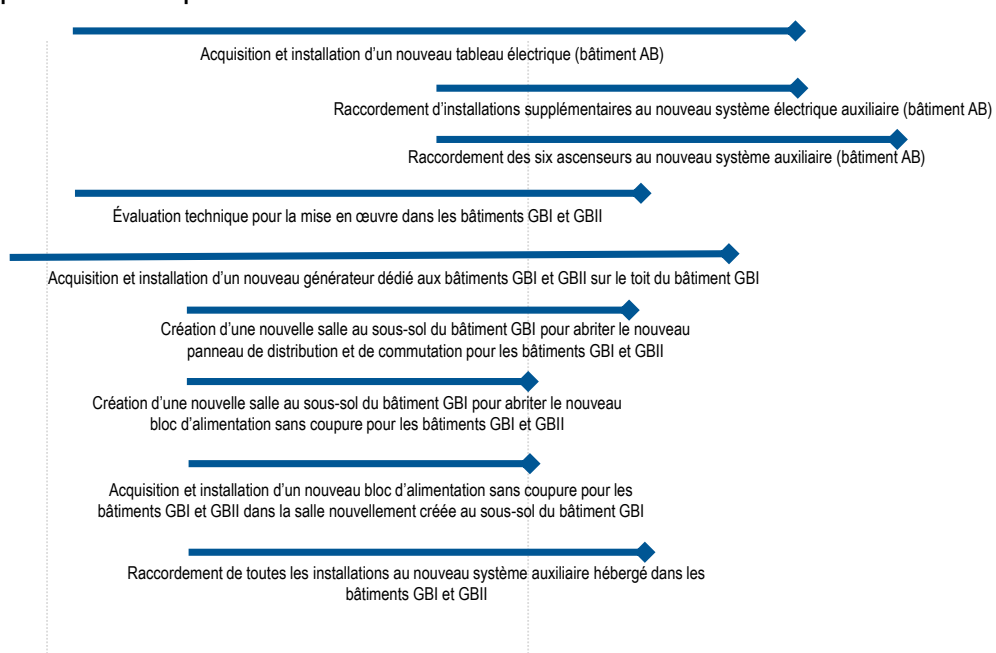 Acquisition et installation d’un nouveau tableau électrique (bâtiment AB)
Raccordement d’installations supplémentaires au nouveau système électrique auxiliaire (bâtiment AB)
Raccordement des six ascenseurs au nouveau système auxiliaire (bâtiment AB)
Évaluation technique pour la mise en œuvre dans les bâtiments GBI et GBII
Acquisition et installation d’un nouveau générateur dédié aux bâtiments GBI et GBII sur le toit du bâtiment GBI
Création d’une nouvelle salle au sous-sol du bâtiment GBI pour abriter le nouveau
panneau de distribution et de commutation pour les bâtiments GBI et GBII
Création d’une nouvelle salle au sous-sol du bâtiment GBI pour abriter le nouveau
bloc d’alimentation sans coupure pour les bâtiments GBI et GBII
Acquisition et installation d’un nouveau bloc d’alimentation sans coupure pour les
bâtiments GBI et GBII dans la salle nouvellement créée au sous-sol du bâtiment GBI
Raccordement de toutes les installations au nouveau système auxiliaire hébergé dans les
bâtiments GBI et GBII